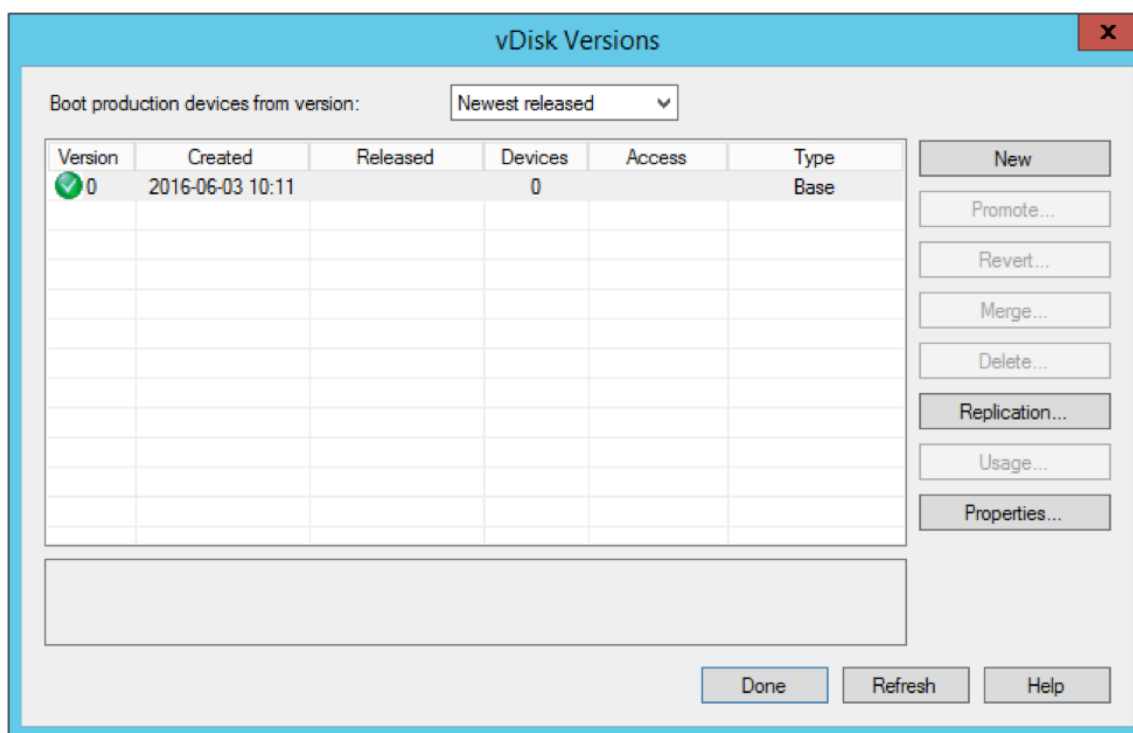 vDisk Versions
x
Boot production devices from version: Newest released
Version Created Released Devices Access Type
0 2016-06-03 10:11 0 Base
New
Promote...
Revert...
Merge...
Delete...
Replication...
Usage...
Properties...
Done Refresh Help